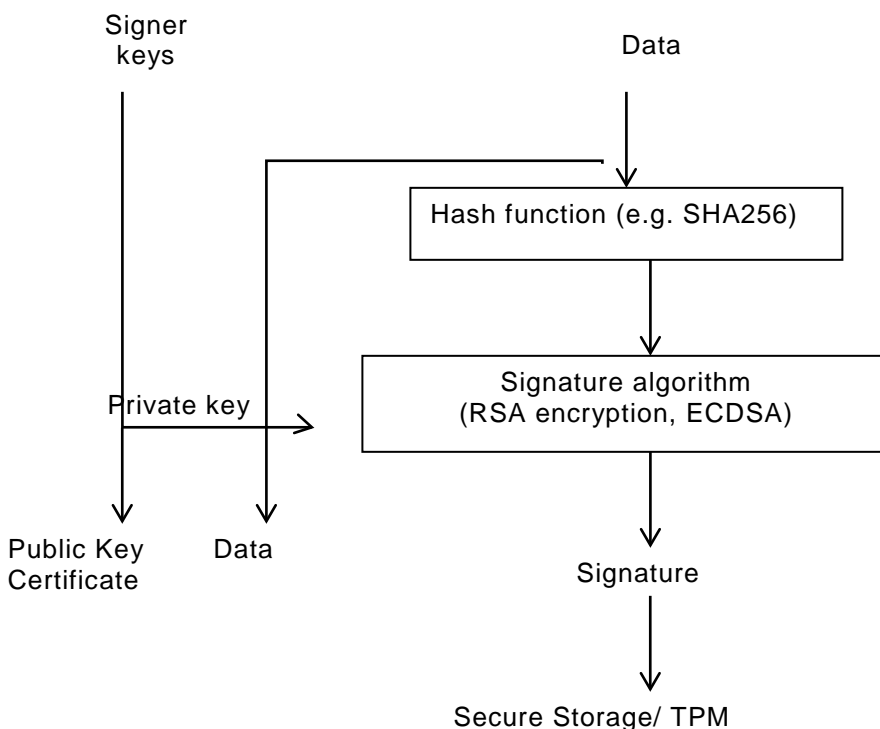 Signer
keys
Data
Hash function (e.g. SHA256)
Signature algorithm
(RSA encryption, ECDSA)
Private key
Public Key
Certificate
Data
Signature
Secure Storage/ TPM